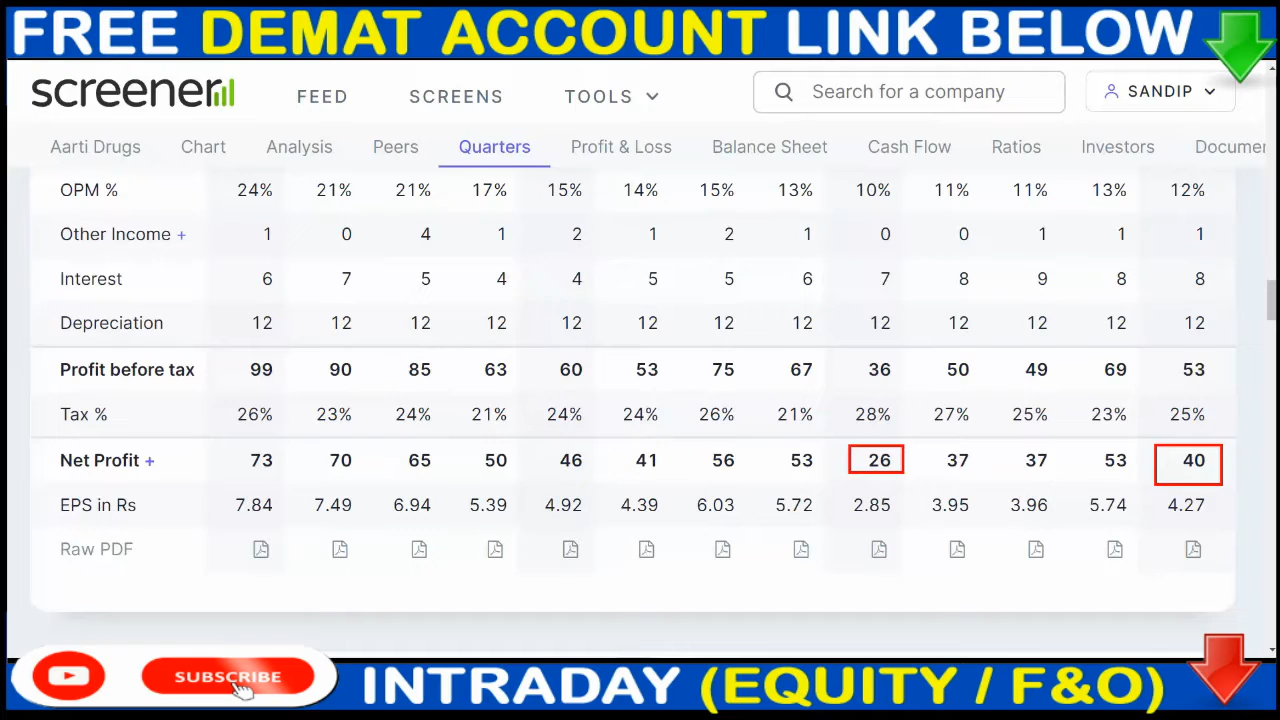 FREE DEMAT ACCOUNT LINK BELOW
screener FEED SCREENS TOOLS Search for a company SANDIP
Aarti Drugs Chart Analysis Peers Quarters Profit & Loss Balance Sheet Cash Flow Ratios Investors Documen
OPM % 24% 21% 21% 17% 15% 14% 15% 13% 10% 11% 11% 13% 12%
Other Income + 1 0 4 1 2 1 2 1 0 0 1 1 1
Interest 6 7 5 4 4 5 5 6 7 8 9 8 8
Depreciation 12 12 12 12 12 12 12 12 12 12 12 12 12
Profit before tax 99 90 85 63 60 53 75 67 36 50 49 69 53
Tax % 26% 23% 24% 21% 24% 24% 26% 21% 28% 27% 25% 23% 25%
Net Profit + 73 70 65 50 46 41 56 53 26 37 37 53 40
EPS in Rs 7.84 7.49 6.94 5.39 4.92 4.39 6.03 5.72 2.85 3.95 3.96 5.74 4.27
Raw PDF
SUBSCRIBE
INTRADAY (EQUITY / F&O)